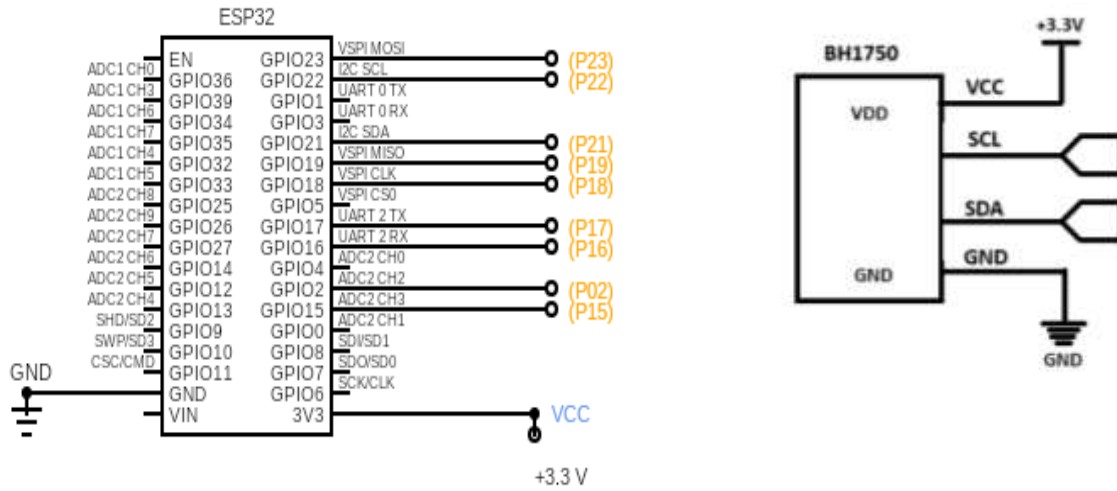 ESP32
EN GPIO23 VSPI MOSI (P23)
ADC1 CH0 GPIO36 GPIO22 I2C SCL (P22)
ADC1 CH3 GPIO39 GPIO1 UART 0 TX
ADC1 CH6 GPIO34 GPIO3 UART 0 RX
ADC1 CH7 GPIO35 GPIO21 I2C SDA (P21)
ADC1 CH4 GPIO32 GPIO19 VSPI MISO (P19)
ADC1 CH5 GPIO33 GPIO18 VSPI CLK (P18)
ADC2 CH8 GPIO25 GPIO5 VSPI CS0
ADC2 CH9 GPIO26 GPIO17 UART 2 TX (P17)
ADC2 CH7 GPIO27 GPIO16 UART 2 RX (P16)
ADC2 CH6 GPIO14 GPIO4 ADC2 CH0
ADC2 CH5 GPIO12 GPIO2 ADC2 CH2 (P02)
ADC2 CH4 GPIO13 GPIO15 ADC2 CH3 (P15)
SHD/SD2 GPIO9 GPIO0 ADC2 CH1
SWP/SD3 GPIO10 GPIO8 SDI/SD1
CSC/CMD GPIO11 GPIO7 SDO/SD0
GND GND GPIO6 SCK/CLK
VIN 3V3 VCC
+3.3 V
+3.3V
BH1750
VCC
VDD
SCL
SDA
GND
GND
GND